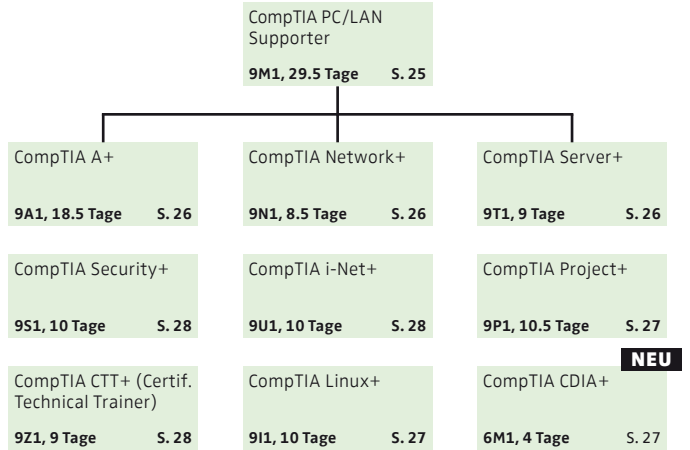 CompTIA PC/LAN
Supporter
9M1, 29.5 Tage S. 25
CompTIA A+
9A1, 18.5 Tage S. 26
CompTIA Network+
9N1, 8.5 Tage S. 26
CompTIA Server+
9T1, 9 Tage S. 26
CompTIA Security+
9S1, 10 Tage S. 28
CompTIA i-Net+
9U1, 10 Tage S. 28
CompTIA Project+
9P1, 10.5 Tage S. 27
CompTIA CTT+ (Certif.
Technical Trainer)
9Z1, 9 Tage S. 28
CompTIA Linux+
9I1, 10 Tage S. 27
NEU
CompTIA CDIA+
6M1, 4 Tage S. 27